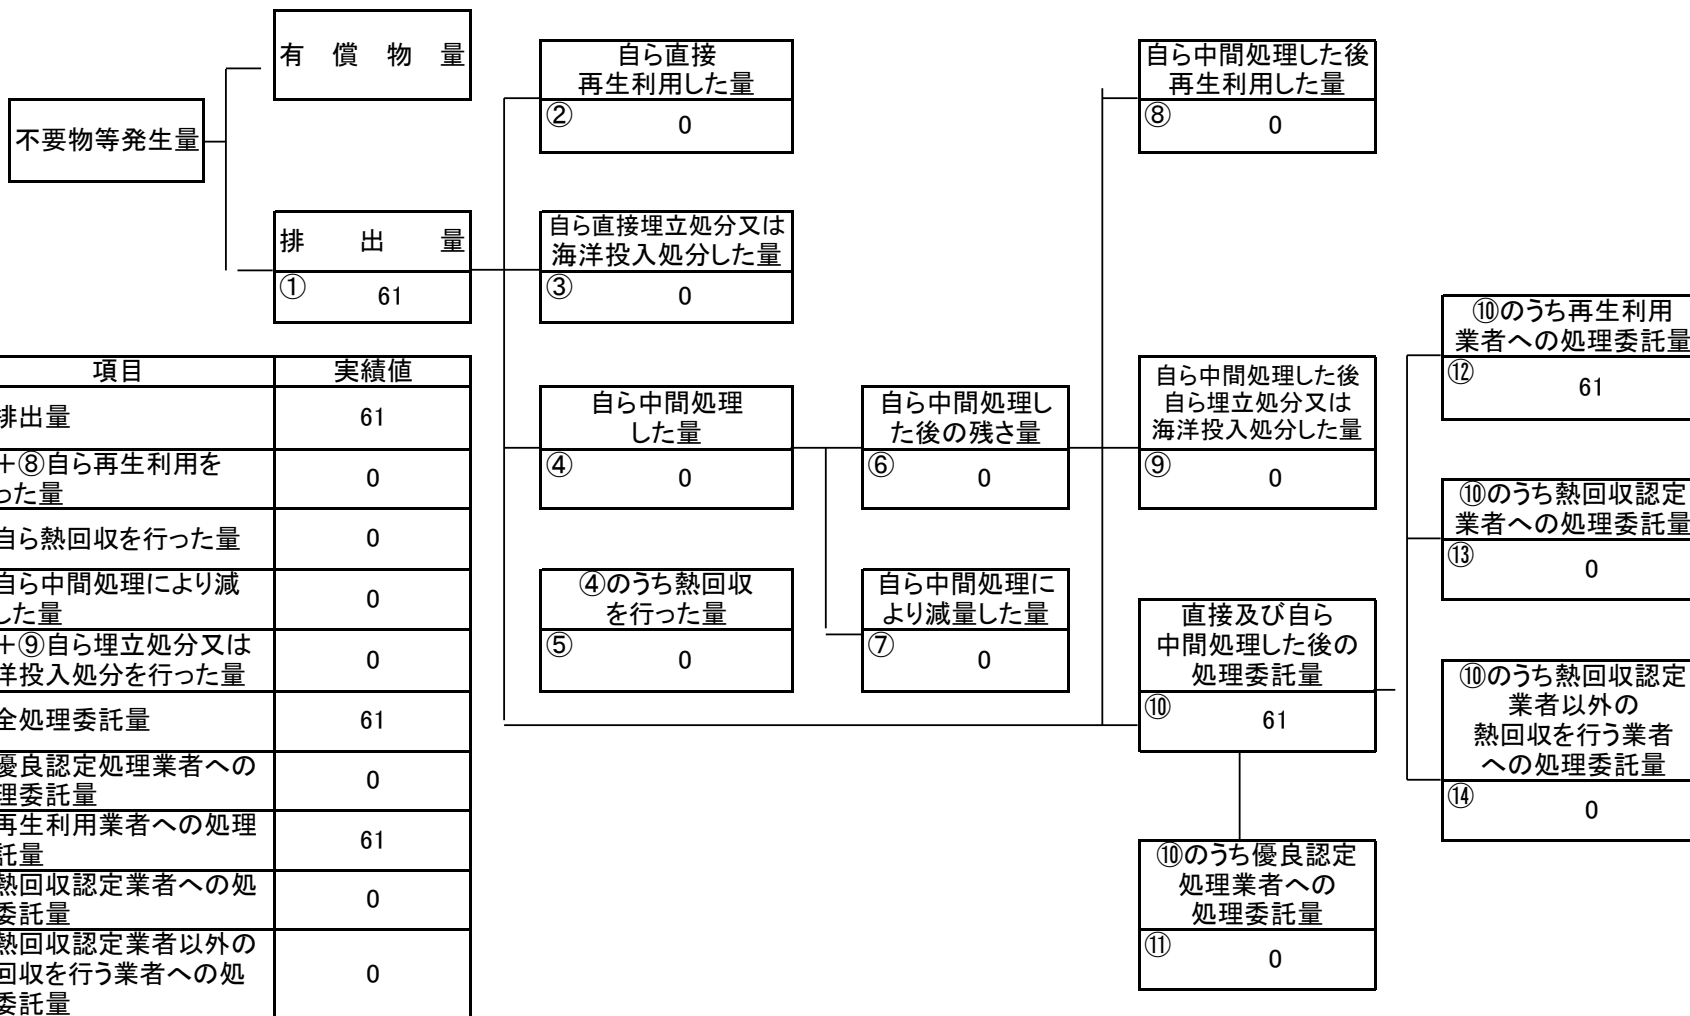 有償物量
不要物等発生量
排出量
①
61
自ら直接
再生利用した量
②
0
自ら直接埋立処分又は
海洋投入処分した量
③
0
自ら中間処理
した量
④
0
④のうち熱回収
を行った量
⑤
0
自ら中間処理し
た後の残さ量
⑥
0
自ら中間処理に
より減量した量
⑦
0
自ら中間処理した後
再生利用した量
⑧
0
自ら中間処理した後
自ら埋立処分又は
海洋投入処分した量
⑨
0
直接及び自ら
中間処理した後の
処理委託量
⑩
61
⑩のうち優良認定
処理業者への
処理委託量
⑪
0
⑩のうち再生利用
業者への処理委託量
⑫
61
⑩のうち熱回収認定
業者への処理委託量
⑬
0
⑩のうち熱回収認定
業者以外の
熱回収を行う業者
への処理委託量
⑭
0
項目 実績値
排出量 61
＋⑧自ら再生利用を
った量
0
自ら熱回収を行った量 0
自ら中間処理により減
した量
0
＋⑨自ら埋立処分又は
洋投入処分を行った量
0
全処理委託量 61
優良認定処理業者への
理委託量
0
再生利用業者への処理
託量
61
熱回収認定業者への処
委託量
0
熱回収認定業者以外の
回収を行う業者への処
委託量
0